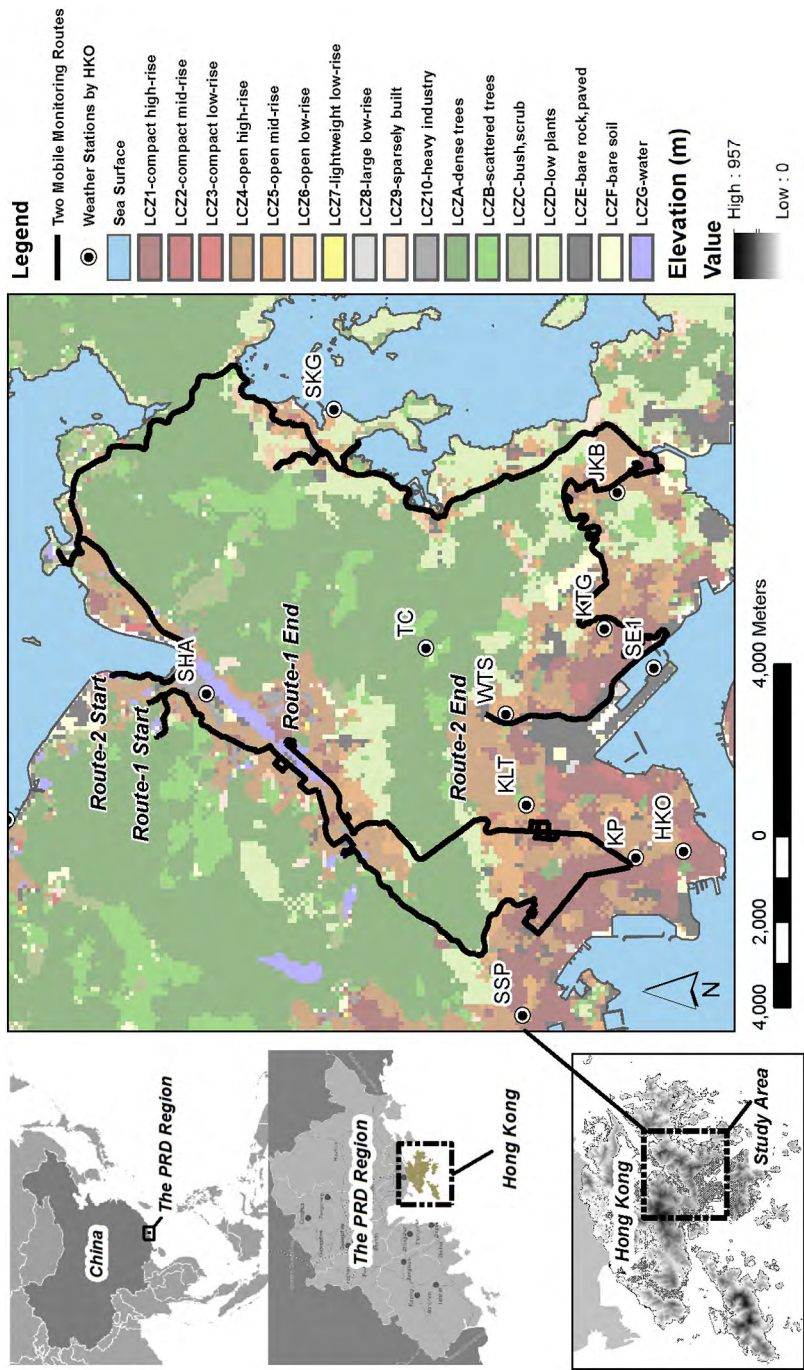 China
The PRD Region
The PRD Region
Hong Kong
Hong Kong
Study Area
Route-2 Start
Route-1 Start
SHA
Route-1 End
SKG
TC
Route-2 End
WTS
KTG
JKB
KLT
SE1
SSP
KP
HKO
N
4,000
2,000
0
4,000 Meters
Legend
Two Mobile Monitoring Routes
Weather Stations by HKO
Sea Surface
LCZ1-compact high-rise
LCZ2-compact mid-rise
LCZ3-compact low-rise
LCZ4-open high-rise
LCZ5-open mid-rise
LCZ6-open low-rise
LCZ7-lightweight low-rise
LCZ8-large low-rise
LCZ9-sparsely built
LCZ10-heavy industry
LCZA-dense trees
LCZB-scattered trees
LCZC-bush,scrub
LCZD-low plants
LCZE-bare rock,paved
LCZF-bare soil
LCZG-water
Elevation (m)
Value
High : 957
Low : 0